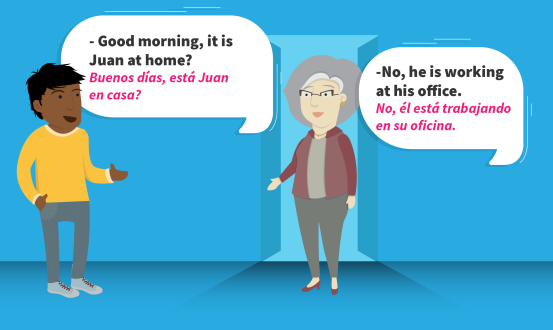 - Good morning, it is
Juan at home?
Buenos días, está Juan
en casa?
-No, he is working
at his office.
No, él está trabajando
en su oficina.